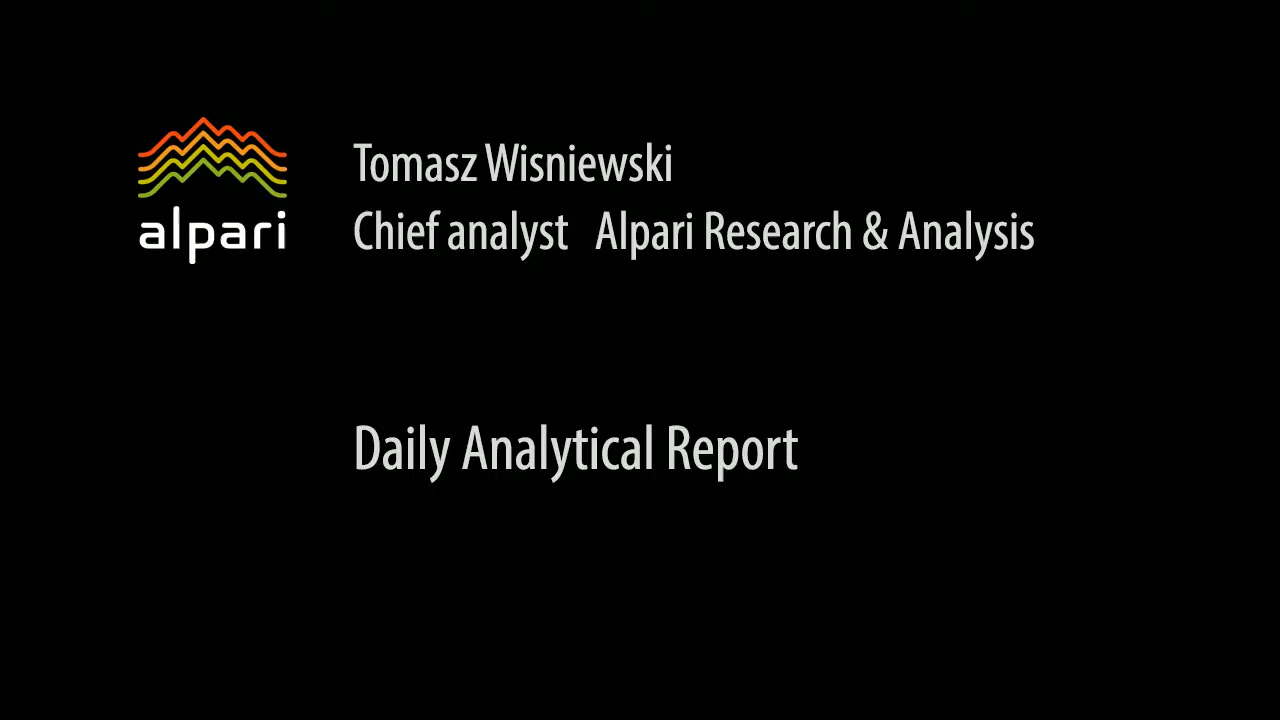 alpari
Tomasz Wisniewski
Chief analyst Alpari Research & Analysis
Daily Analytical Report